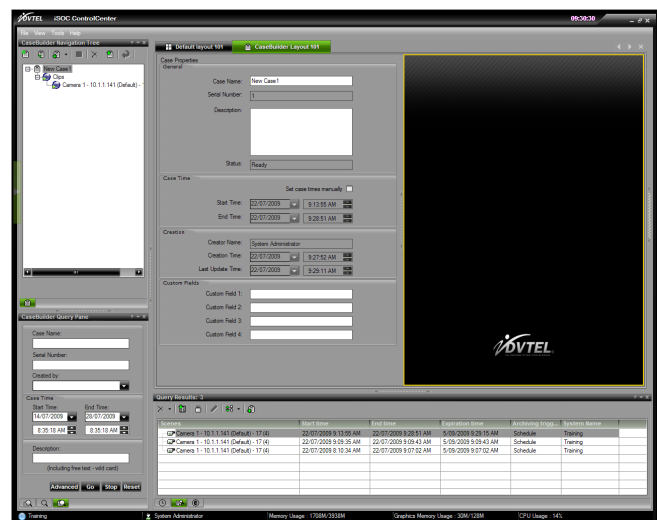 DVTEL iSOC ControlCenter 09:30:30
File View Tools Help
CaseBuilder Navigation Tree
New Case1
Clips
Camera 1 - 10.1.1.141 (Default) -
Default layout 101
CaseBuilder Layout 101
Case Properties
General
Case Name: New Case1
Serial Number: 1
Description:
Status: Ready
Case Time
Set case times manually
Start Time: 22/07/2009 9:13:55 AM
End Time: 22/07/2009 9:28:51 AM
Creation
Creator Name: System Administrator
Creation Time: 22/07/2009 9:27:52 AM
Last Update Time: 22/07/2009 9:29:11 AM
Custom Fields
Custom Field 1:
Custom Field 2:
Custom Field 3:
Custom Field 4:
DVTEL
CaseBuilder Query Pane
Case Name:
Serial Number:
Created by:
Case Time
Start Time: End Time:
14/07/2009 28/07/2009
8:35:18 AM 8:35:18 AM
Description:
(including free text - wild card)
Advanced Go Stop Reset
Query Results: 3
Scenes Start time End time Expiration time Archiving trigg... System Name
Camera 1 - 10.1.1.141 (Default) - 17 (4) 22/07/2009 9:13:55 AM 22/07/2009 9:28:51 AM 5/09/2009 9:29:15 AM Schedule Training
Camera 1 - 10.1.1.141 (Default) - 17 (4) 22/07/2009 9:09:35 AM 22/07/2009 9:09:43 AM 5/09/2009 9:09:43 AM Schedule Training
Camera 1 - 10.1.1.141 (Default) - 17 (4) 22/07/2009 8:10:34 AM 22/07/2009 9:07:02 AM 5/09/2009 9:07:02 AM Schedule Training
Training System Administrator Memory Usage : 1708M/3938M Graphics Memory Usage : 30M/128M CPU Usage : 14%